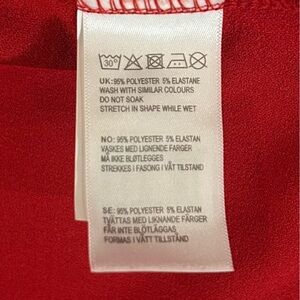 30°
UK: 95% POLYESTER 5% ELASTANE
WASH WITH SIMILAR COLOURS
DO NOT SOAK
STRETCH IN SHAPE WHILE WET
NO: 95% POLYESTER 5% ELASTAN
VASKES MED LIGNENDE FARGER
MÅ IKKE BLØTLEGGES
STREKKES I FASONG I VÅT TILSTAND
SE: 95% POLYESTER 5% ELASTAN
TVÄTTAS MED LIKNANDE FÄRGER
FÅR INTE BLÖTLÄGGAS
FORMAS I VÅTT TILLSTÅND